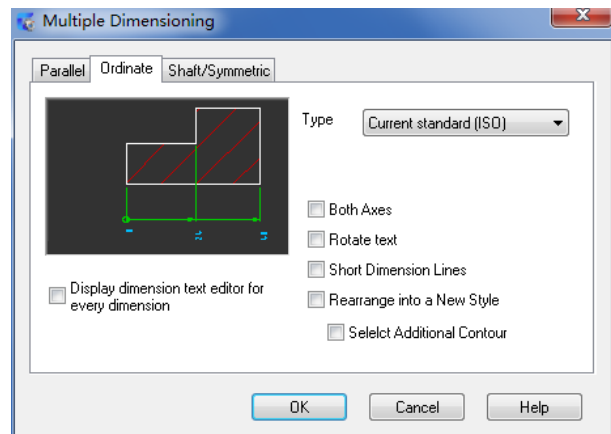 Multiple Dimensioning
Parallel Ordinate Shaft/Symmetric
Type Current standard (ISO)
Both Axes
Rotate text
Short Dimension Lines
Display dimension text editor for
every dimension
Rearrange into a New Style
Selelct Additional Contour
OK Cancel Help